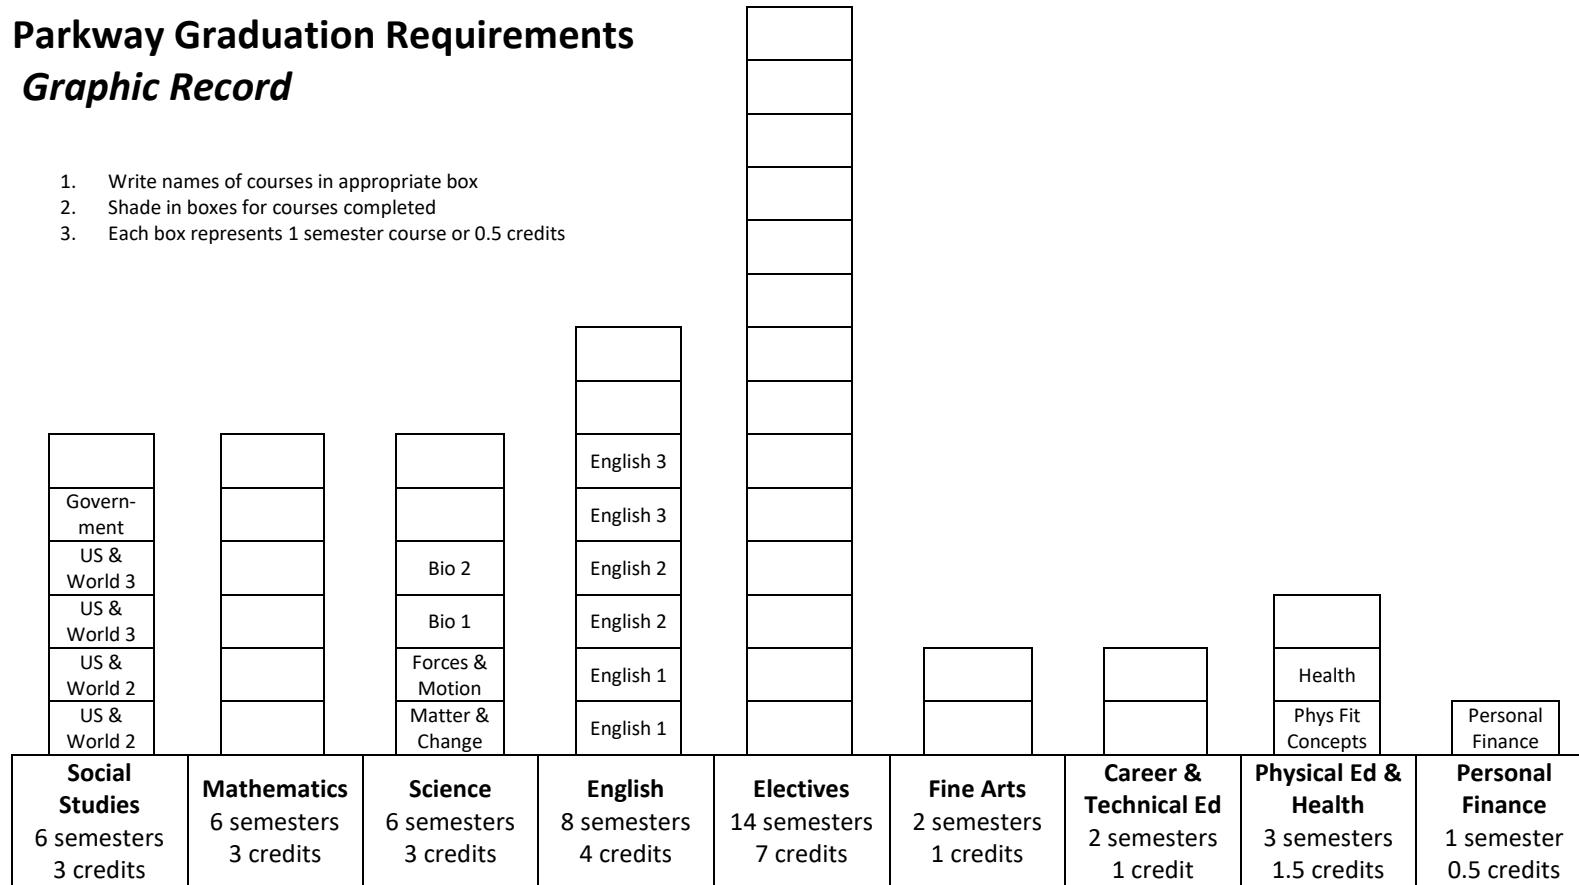 Parkway Graduation Requirements
Graphic Record
1. Write names of courses in appropriate box
2. Shade in boxes for courses completed
3. Each box represents 1 semester course or 0.5 credits
Govern-
ment
US &
World 3
US &
World 3
US &
World 2
US &
World 2
Social
Studies
6 semesters
3 credits
Mathematics
6 semesters
3 credits
Bio 2
Bio 1
Forces &
Motion
Matter &
Change
Science
6 semesters
3 credits
English 3
English 3
English 2
English 2
English 1
English 1
English
8 semesters
4 credits
Electives
14 semesters
7 credits
Fine Arts
2 semesters
1 credits
Career &
Technical Ed
2 semesters
1 credit
Health
Phys Fit
Concepts
Physical Ed &
Health
3 semesters
1.5 credits
Personal
Finance
Personal
Finance
1 semester
0.5 credits